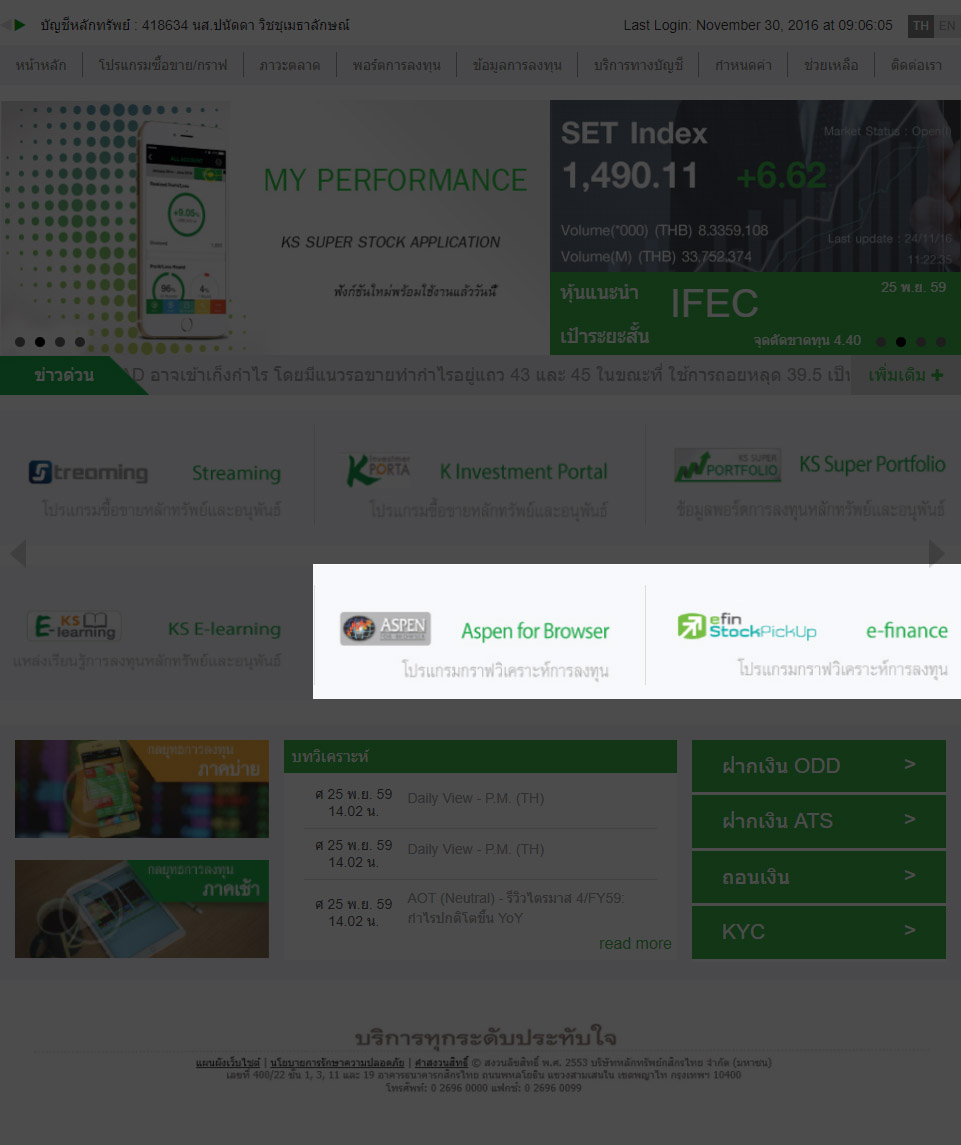 บัญชีหลักทรัพย์ : 418634 นส.ปนัดดา วิชชุเมธาลักษณ์
Last Login: November 30, 2016 at 09:06:05
TH EN
หน้าหลัก
โปรแกรมซื้อขาย/กราฟ
ภาวะตลาด
พอร์ตการลงทุน
ข้อมูลการลงทุน
บริการทางบัญชี
กำหนดค่า
ช่วยเหลือ
ติดต่อเรา
MY PERFORMANCE
KS SUPER STOCK APPLICATION
ฟังก์ชันใหม่พร้อมใช้งานแล้ววันนี้
SET Index
Market Status : Open(I)
1,490.11 +6.62
Volume('000) (THB) 8,3359,108
Volume(M) (THB) 33,752,374
Last update : 24/11/16
11:22:35
หุ้นแนะนำ
IFEC
25 พ.ย. 59
เป้าระยะสั้น
จุดตัดขาดทุน 4.40
ข่าวด่วน
AD อาจเข้าเก็งกำไร โดยมีแนวรอขายทำกำไรอยู่แถว 43 และ 45 ในขณะที่ ใช้การถอยหลุด 39.5 เป็น
เพิ่มเติม +
Streaming
Streaming
โปรแกรมซื้อขายหลักทรัพย์และอนุพันธ์
K Investment PORTA
K Investment Portal
โปรแกรมซื้อขายหลักทรัพย์และอนุพันธ์
KS SUPER PORTFOLIO
KS Super Portfolio
ข้อมูลพอร์ตการลงทุนหลักทรัพย์และอนุพันธ์
KS E-learning
KS E-learning
แหล่งเรียนรู้การลงทุนหลักทรัพย์และอนุพันธ์
ASPEN
Aspen for Browser
โปรแกรมกราฟวิเคราะห์การลงทุน
efin StockPickUp
e-finance
โปรแกรมกราฟวิเคราะห์การลงทุน
กลยุทธการลงทุน
ภาคบ่าย
กลยุทธการลงทุน
ภาคเช้า
บทวิเคราะห์
ศ 25 พ.ย. 59
14.02 น.
Daily View - P.M. (TH)
ศ 25 พ.ย. 59
14.02 น.
Daily View - P.M. (TH)
ศ 25 พ.ย. 59
14.02 น.
AOT (Neutral) - รีวิวไตรมาส 4/FY59:
กำไรปกติโตขึ้น YoY
read more
ฝากเงิน ODD >
ฝากเงิน ATS >
ถอนเงิน >
KYC >
บริการทุกระดับประทับใจ
แผนผังเว็บไซต์ | นโยบายการรักษาความปลอดภัย | คำสงวนสิทธิ์ © สงวนลิขสิทธิ์ พ.ศ. 2553 บริษัทหลักทรัพย์กสิกรไทย จำกัด (มหาชน)
เลขที่ 400/22 ชั้น 1, 3, 11 และ 19 อาคารธนาคารกสิกรไทย ถนนพหลโยธิน แขวงสามเสนใน เขตพญาไท กรุงเทพฯ 10400
โทรศัพท์: 0 2696 0000 แฟกซ์: 0 2696 0099